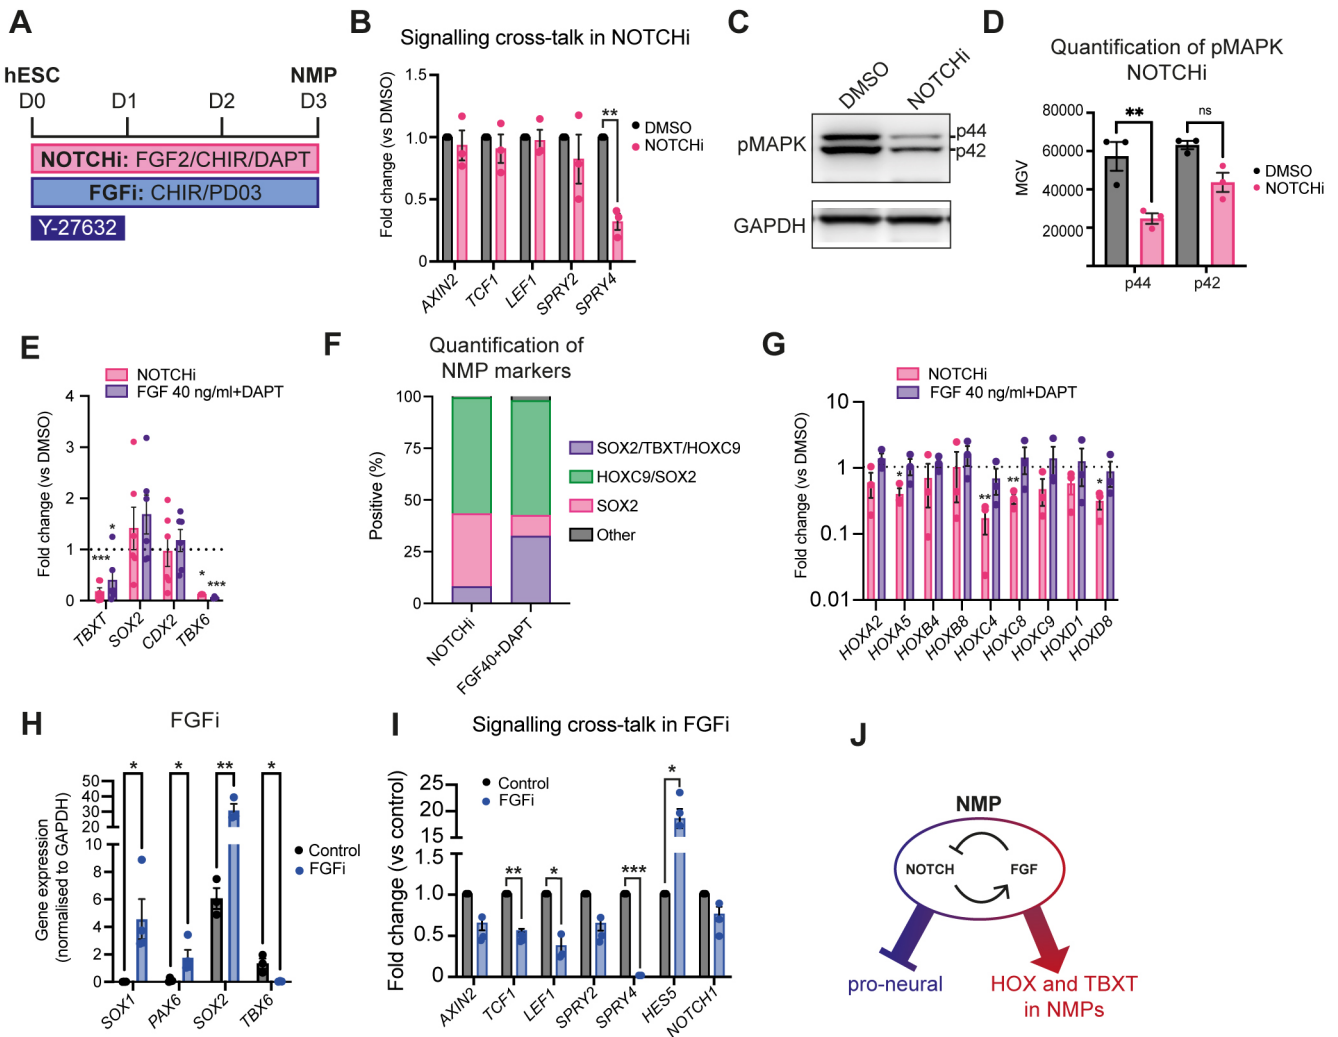 A
hESC
NMP
D0
D1
D2
D3
NOTCHi: FGF2/CHIR/DAPT
FGFi: CHIR/PD03
Y-27632
B
Signalling cross-talk in NOTCHi
Fold change (vs DMSO)
1.5
1.0
0.5
0
**
DMSO
NOTCHi
AXIN2
TCF1
LEF1
SPRY2
SPRY4
C
DMSO
NOTCHi
pMAPK
p44
p42
GAPDH
D
Quantification of pMAPK
NOTCHi
MGV
80000
60000
40000
20000
**
ns
DMSO
NOTCHi
p44
p42
E
NOTCHi
FGF 40 ng/ml+DAPT
Fold change (vs DMSO)
4
3
2
1
0
***
*
*
***
TBXT
SOX2
CDX2
TBX6
F
Quantification of
NMP markers
Positive (%)
100
75
50
25
0
SOX2/TBXT/HOXC9
HOXC9/SOX2
SOX2
Other
NOTCHi
FGF40+DAPT
G
NOTCHi
FGF 40 ng/ml+DAPT
Fold change (vs DMSO)
10
1
0.1
0.01
*
**
**
*
HOXA2
HOXA5
HOXB4
HOXB8
HOXC4
HOXC8
HOXC9
HOXD1
HOXD8
H
FGFi
Gene expression
(normalised to GAPDH)
50
40
30
20
10
8
6
4
2
0
*
*
**
*
Control
FGFi
SOX1
PAX6
SOX2
TBX6
I
Signalling cross-talk in FGFi
Fold change (vs control)
25
20
15
1.5
1.0
0.5
0
Control
FGFi
**
*
***
*
AXIN2
TCF1
LEF1
SPRY2
SPRY4
HES5
NOTCH1
J
NMP
NOTCH
FGF
pro-neural
HOX and TBXT
in NMPs